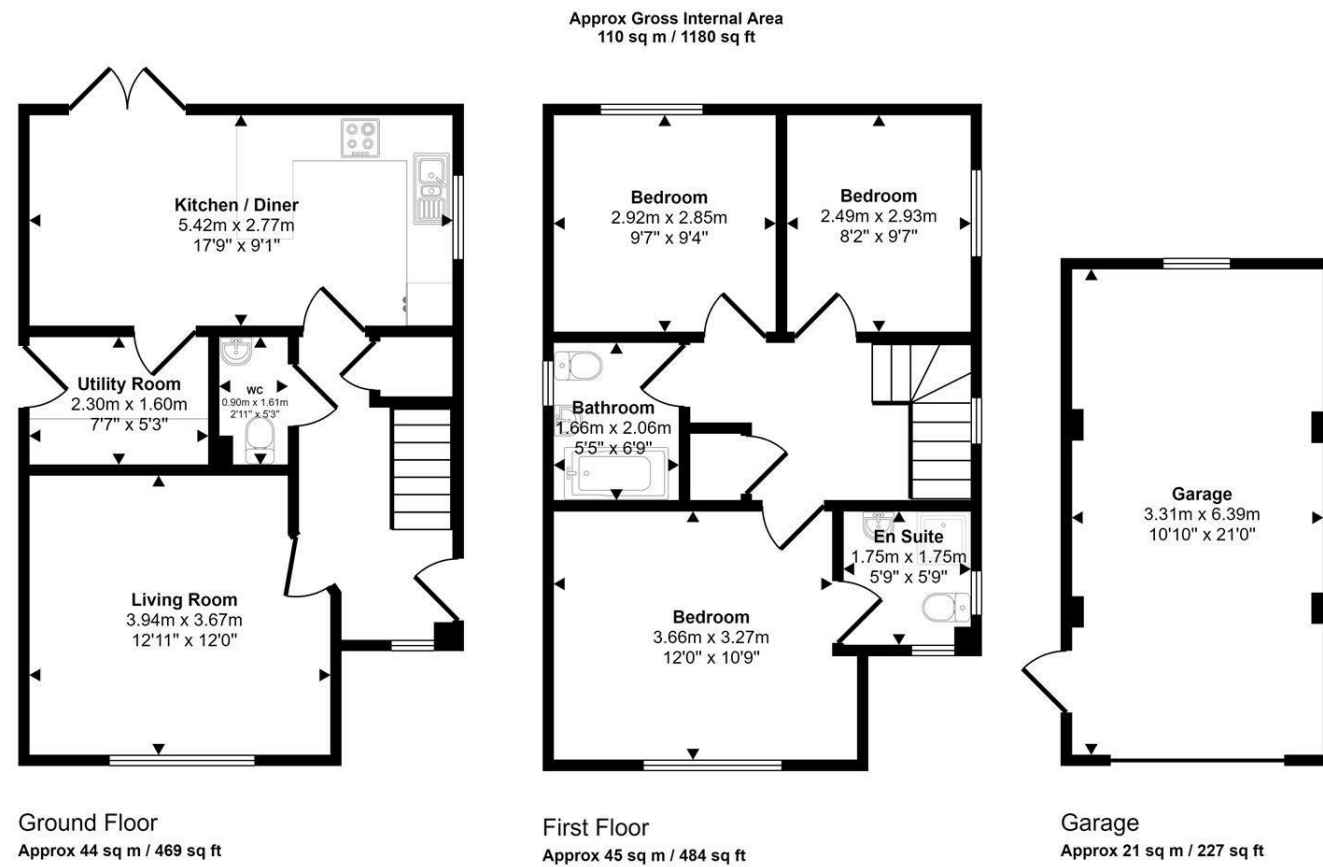 Approx Gross Internal Area
110 sq m / 1180 sq ft
Kitchen / Diner
5.42m x 2.77m
17'9" x 9'1"
Utility Room
2.30m x 1.60m
7'7" x 5'3"
WC
0.90m x 1.61m
2'11" x 5'3"
Living Room
3.94m x 3.67m
12'11" x 12'0"
Ground Floor
Approx 44 sq m / 469 sq ft
Bedroom
2.92m x 2.85m
9'7" x 9'4"
Bedroom
2.49m x 2.93m
8'2" x 9'7"
Bathroom
1.66m x 2.06m
5'5" x 6'9"
En Suite
1.75m x 1.75m
5'9" x 5'9"
Bedroom
3.66m x 3.27m
12'0" x 10'9"
First Floor
Approx 45 sq m / 484 sq ft
Garage
3.31m x 6.39m
10'10" x 21'0"
Garage
Approx 21 sq m / 227 sq ft